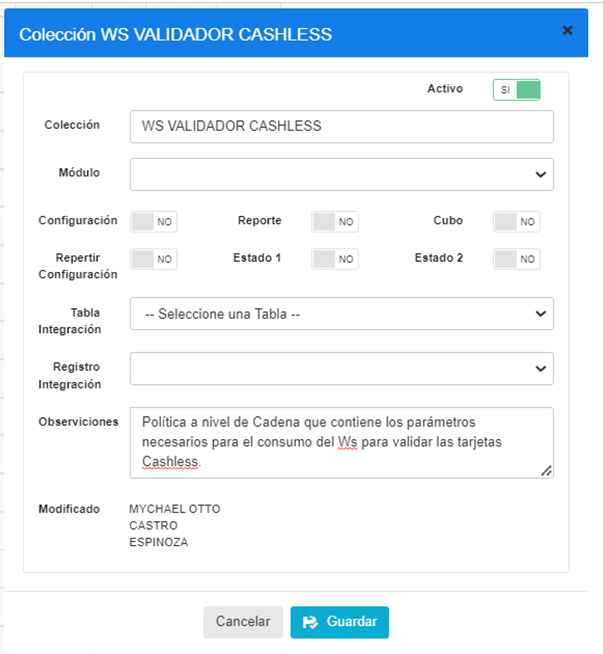 Colección WS VALIDADOR CASHLESS
Activo SI
Colección WS VALIDADOR CASHLESS
Módulo
Configuración NO Reporte NO Cubo NO
Repertir Configuración NO Estado 1 NO Estado 2 NO
Tabla Integración -- Seleccione una Tabla --
Registro Integración
Observiciones Política a nivel de Cadena que contiene los parámetros
necesarios para el consumo del Ws para validar las tarjetas
Cashless.
Modificado MYCHAEL OTTO
CASTRO
ESPINOZA
Cancelar Guardar